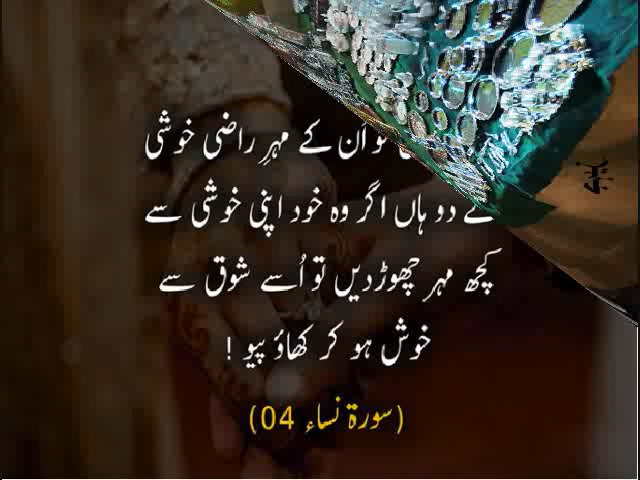 کو اُن کے مہر راضی خوشی
دو ہاں اگر وہ خود اپنی خوشی سے
کچھ مہر چھوڑ دیں تو اُسے شوق سے
خوش ہو کر کھاؤ پیو !
(سورۃ نساء 04)